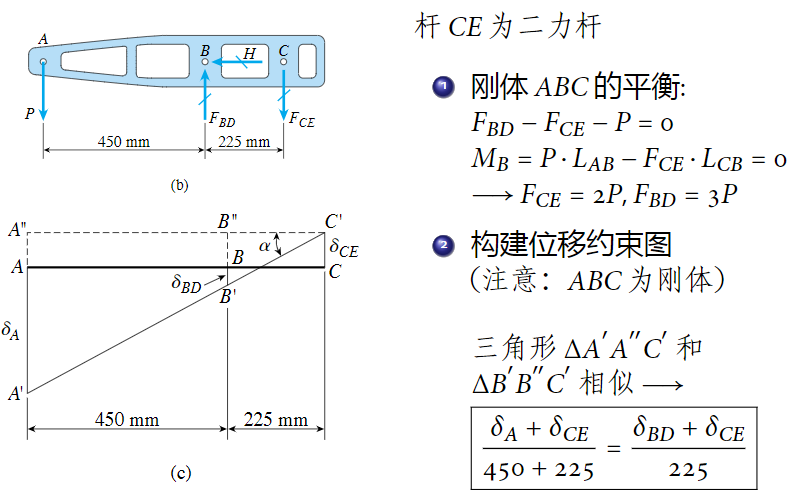 A
B
H
C
P
F_BD
F_CE
450 mm
225 mm
(b)
A"
B"
C'
α
δ_CE
A
B
C
δ_BD
B'
δ_A
A'
450 mm
225 mm
(c)
杆 CE 为二力杆
1 刚体 ABC 的平衡:
F_BD − F_CE − P = 0
M_B = P · L_AB − F_CE · L_CB = 0
⟶ F_CE = 2P, F_BD = 3P
2 构建位移约束图
（注意：ABC 为刚体）
三角形 ΔA′A″C′ 和
ΔB′B″C′ 相似 ⟶
δ_A + δ_CE / 450 + 225 = δ_BD + δ_CE / 225